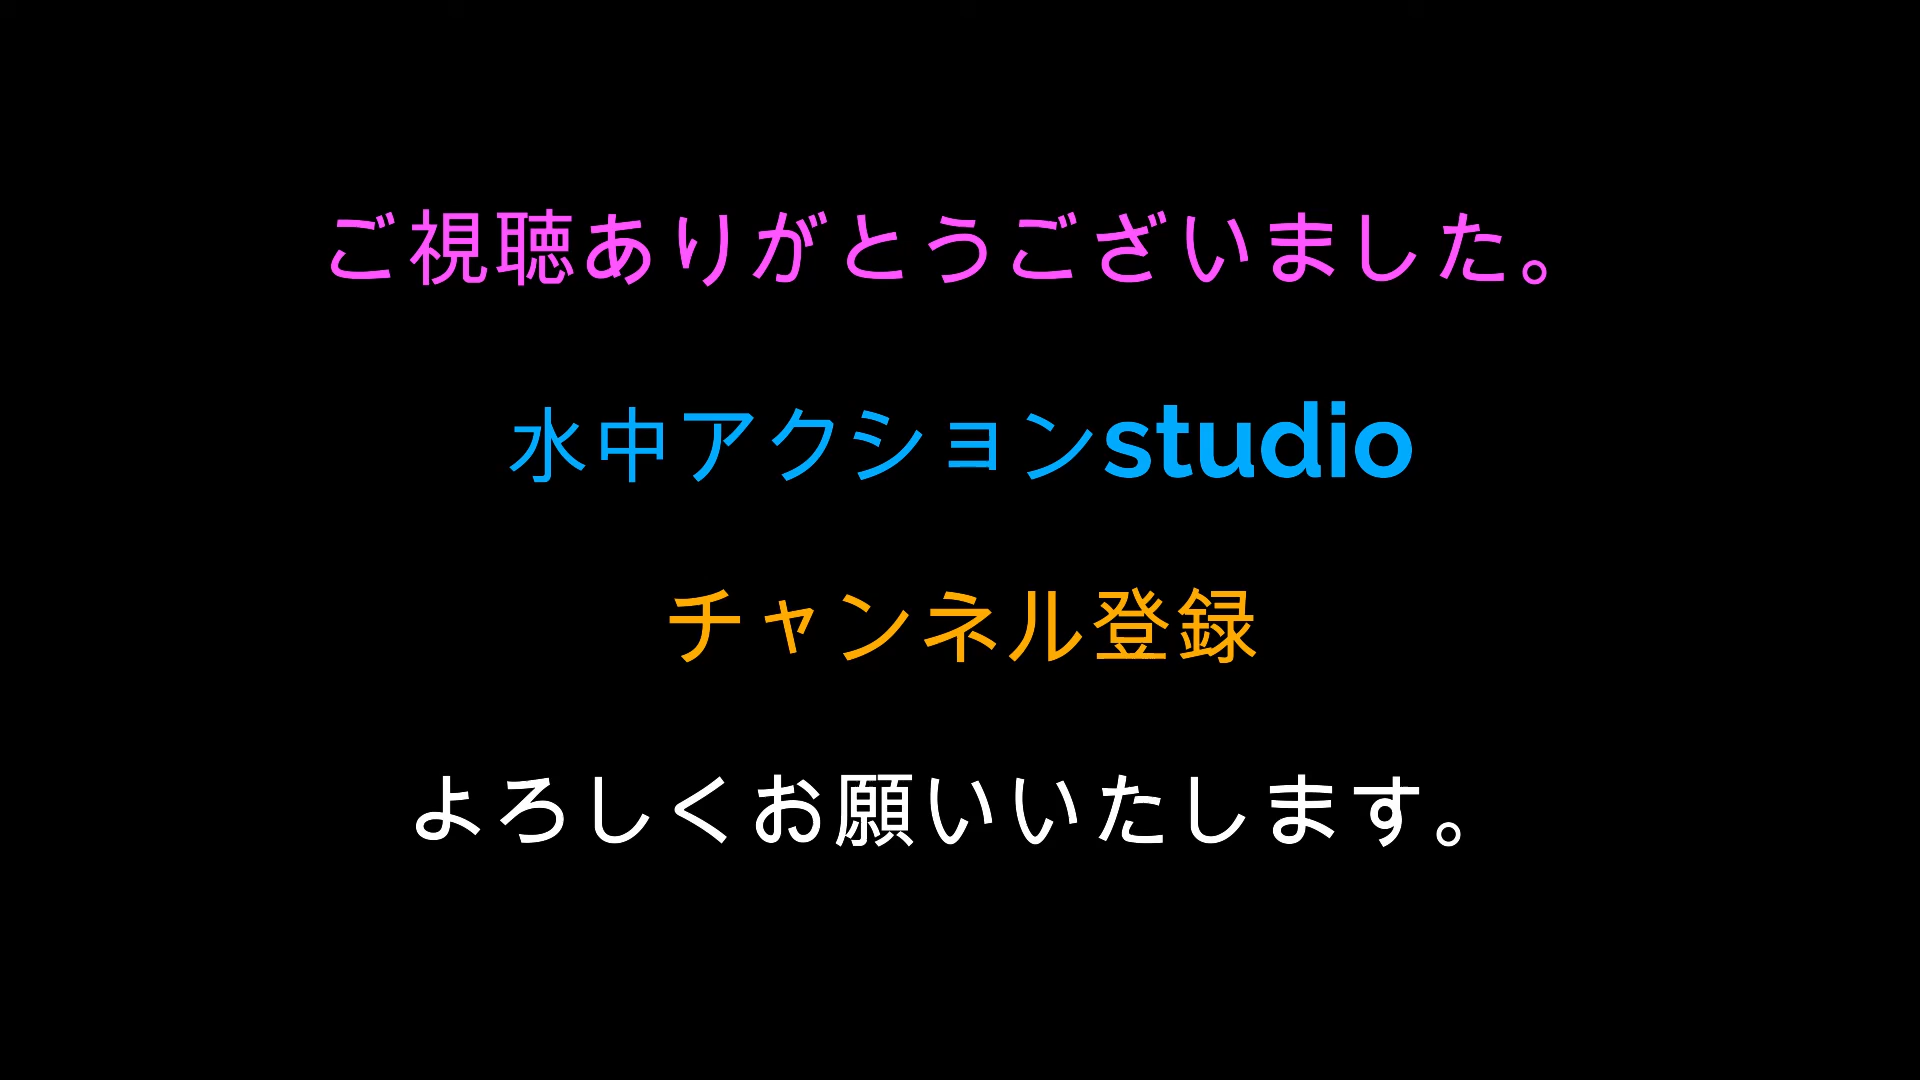 ご視聴ありがとうございました。
水中アクションstudio
チャンネル登録
よろしくお願いいたします。